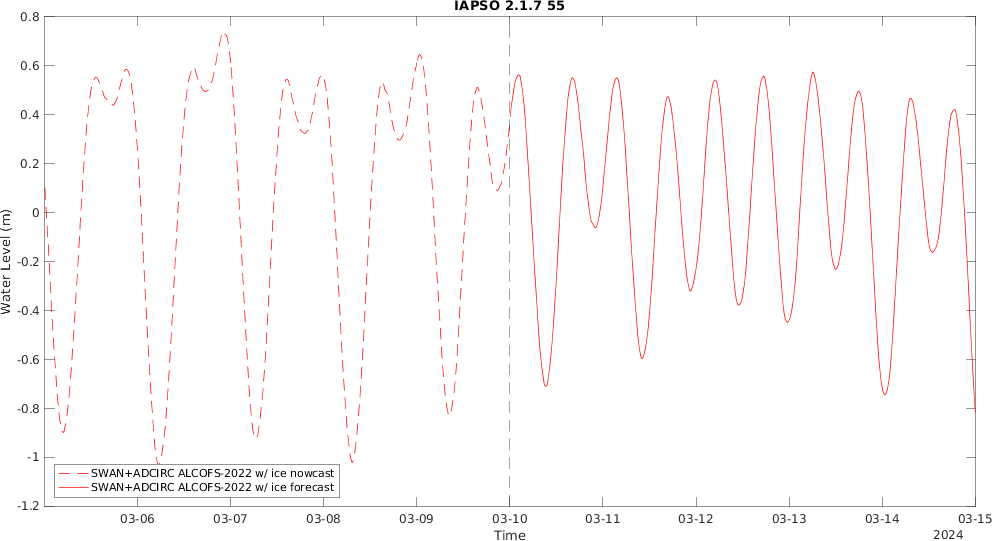 IAPSO 2.1.7 55
0.8
0.6
0.4
0.2
0
-0.2
-0.4
-0.6
-0.8
-1
-1.2
Water Level (m)
SWAN+ADCIRC ALCOFS-2022 w/ ice nowcast
SWAN+ADCIRC ALCOFS-2022 w/ ice forecast
03-06 03-07 03-08 03-09 03-10 03-11 03-12 03-13 03-14 03-15
Time
2024